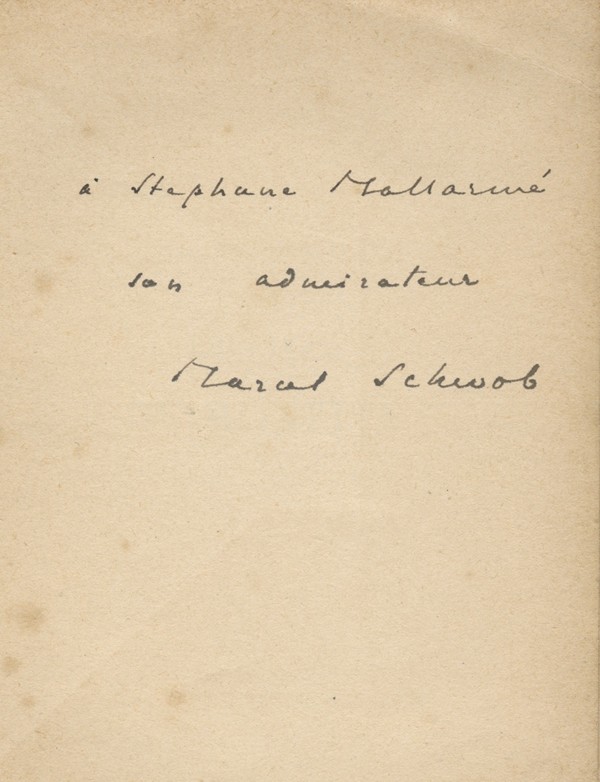 à Stephane Mallarmé
son admirateur
Marcel Schwob